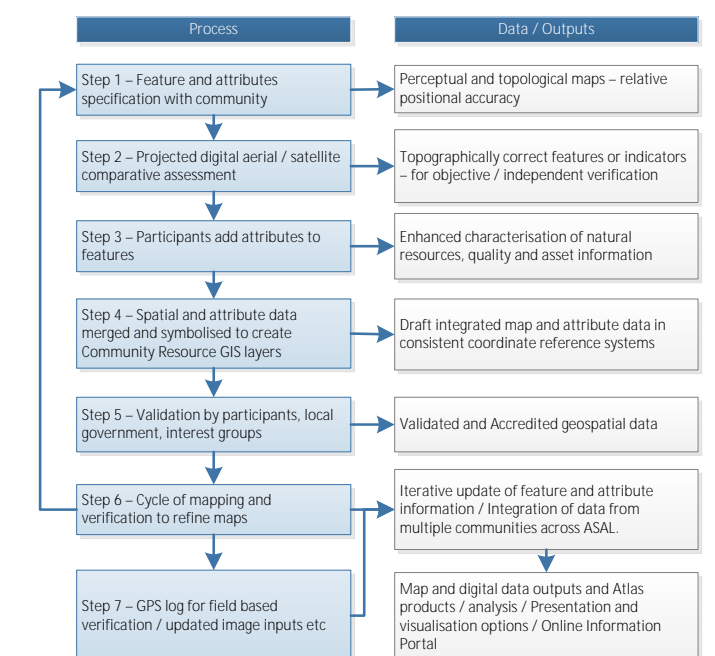 Process
Data / Outputs
Step 1 – Feature and attributes
specification with community
Perceptual and topological maps – relative
positional accuracy
Step 2 – Projected digital aerial / satellite
comparative assessment
Topographically correct features or indicators
– for objective / independent verification
Step 3 – Participants add attributes to
features
Enhanced characterisation of natural
resources, quality and asset information
Step 4 – Spatial and attribute data
merged and symbolised to create
Community Resource GIS layers
Draft integrated map and attribute data in
consistent coordinate reference systems
Step 5 – Validation by participants, local
government, interest groups
Validated and Accredited geospatial data
Step 6 – Cycle of mapping and
verification to refine maps
Iterative update of feature and attribute
information / Integration of data from
multiple communities across ASAL.
Step 7 – GPS log for field based
verification / updated image inputs etc
Map and digital data outputs and Atlas
products / analysis / Presentation and
visualisation options / Online Information
Portal